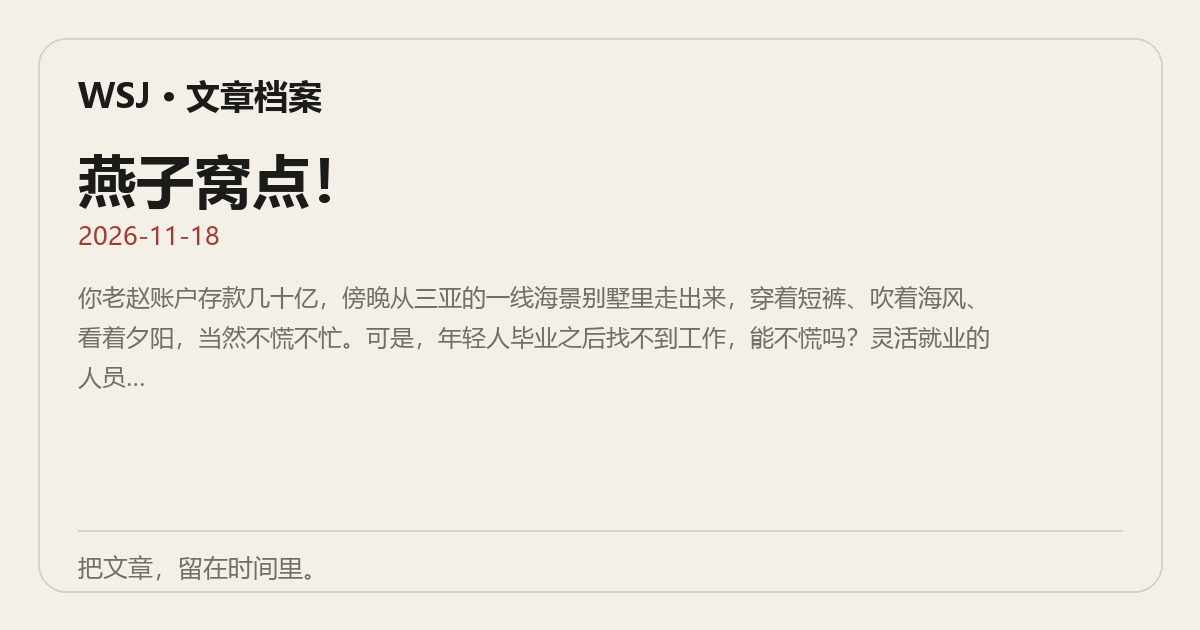 WSJ · 文章档案
燕子窝点！
2026-11-18
你老赵账户存款几十亿，傍晚从三亚的一线海景别墅里走出来，穿着短裤、吹着海风、
看着夕阳，当然不慌不忙。可是，年轻人毕业之后找不到工作，能不慌吗？灵活就业的
人员...
把文章，留在时间里。